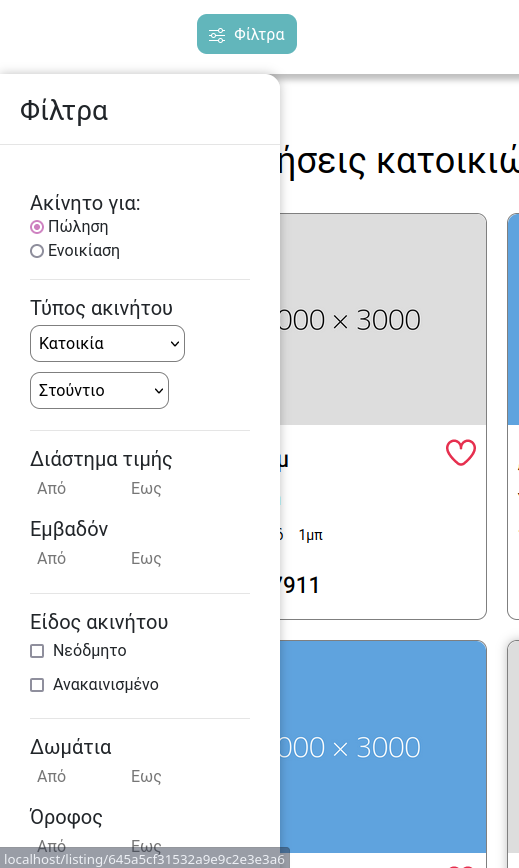 Φίλτρα
Φίλτρα
ήσεις κατοικιώ
Ακίνητο για:
Πώληση
Ενοικίαση
000 × 3000
Τύπος ακινήτου
Κατοικία
Στούντιο
Διάστημα τιμής
Από Εως
Εμβαδόν
Από Εως
1μπ
7911
Είδος ακινήτου
Νεόδμητο
Ανακαινισμένο
000 × 3000
Δωμάτια
Από Εως
Όροφος
Από Εως
localhost/listing/645a5cf31532a9e9c2e3e3a6